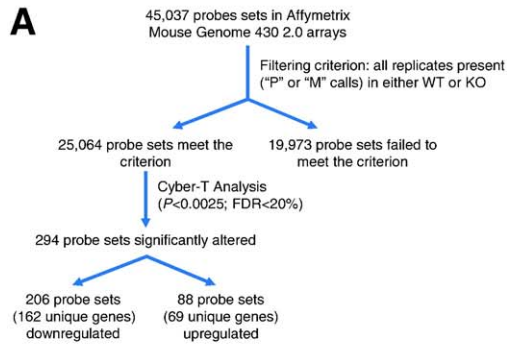 A
45,037 probes sets in Affymetrix
Mouse Genome 430 2.0 arrays
Filtering criterion: all replicates present
(“P” or “M” calls) in either WT or KO
25,064 probe sets meet the
criterion
19,973 probe sets failed to
meet the criterion
Cyber-T Analysis
(P<0.0025; FDR<20%)
294 probe sets significantly altered
206 probe sets
(162 unique genes)
downregulated
88 probe sets
(69 unique genes)
upregulated